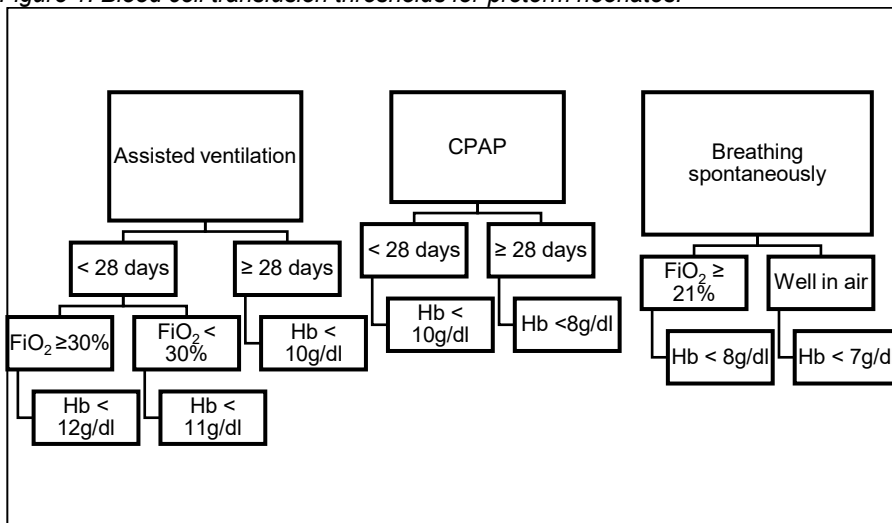 Figure 1. Blood cell transfusion thresholds for preterm neonates.
Assisted ventilation
CPAP
Breathing
spontaneously
< 28 days
≥ 28 days
< 28 days
≥ 28 days
FiO₂ ≥
21%
Well in air
FiO₂ ≥30%
FiO₂ <
30%
Hb <
10g/dl
Hb <
10g/dl
Hb <8g/dl
Hb < 8g/dl
Hb < 7g/d
Hb <
12g/dl
Hb <
11g/dl